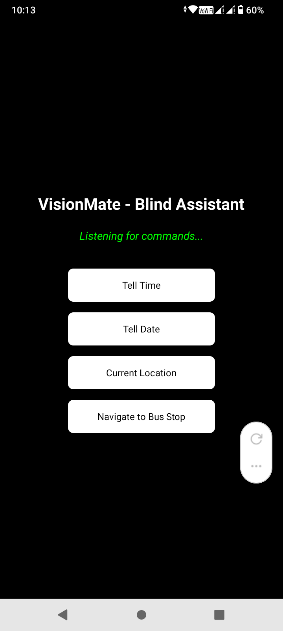 10:13
60%
VisionMate - Blind Assistant
Listening for commands...
Tell Time
Tell Date
Current Location
Navigate to Bus Stop